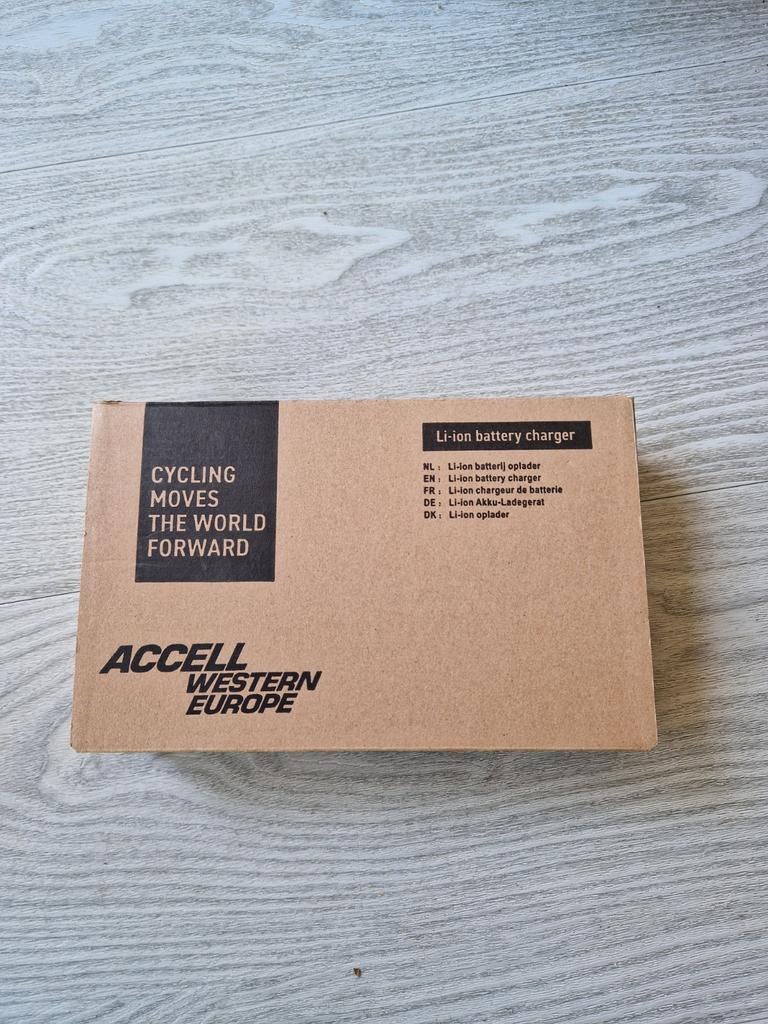 CYCLING
MOVES
THE WORLD
FORWARD
ACCELL
WESTERN
EUROPE
Li-ion battery charger
NL : Li-ion batterij oplader
EN : Li-ion battery charger
FR : Li-ion chargeur de batterie
DE : Li-ion Akku-Ladegerat
DK : Li-ion oplader